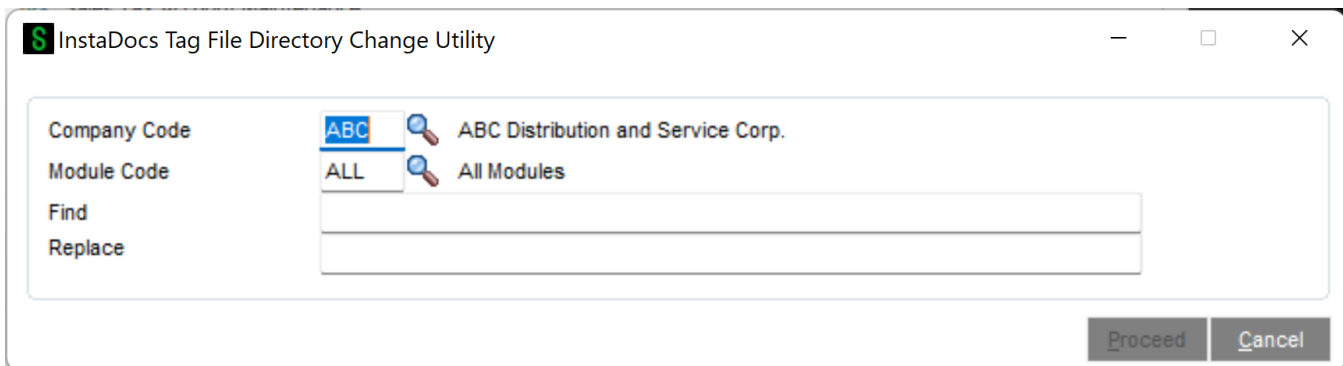 InstaDocs Tag File Directory Change Utility
Company Code ABC ABC Distribution and Service Corp.
Module Code ALL All Modules
Find
Replace
Proceed Cancel